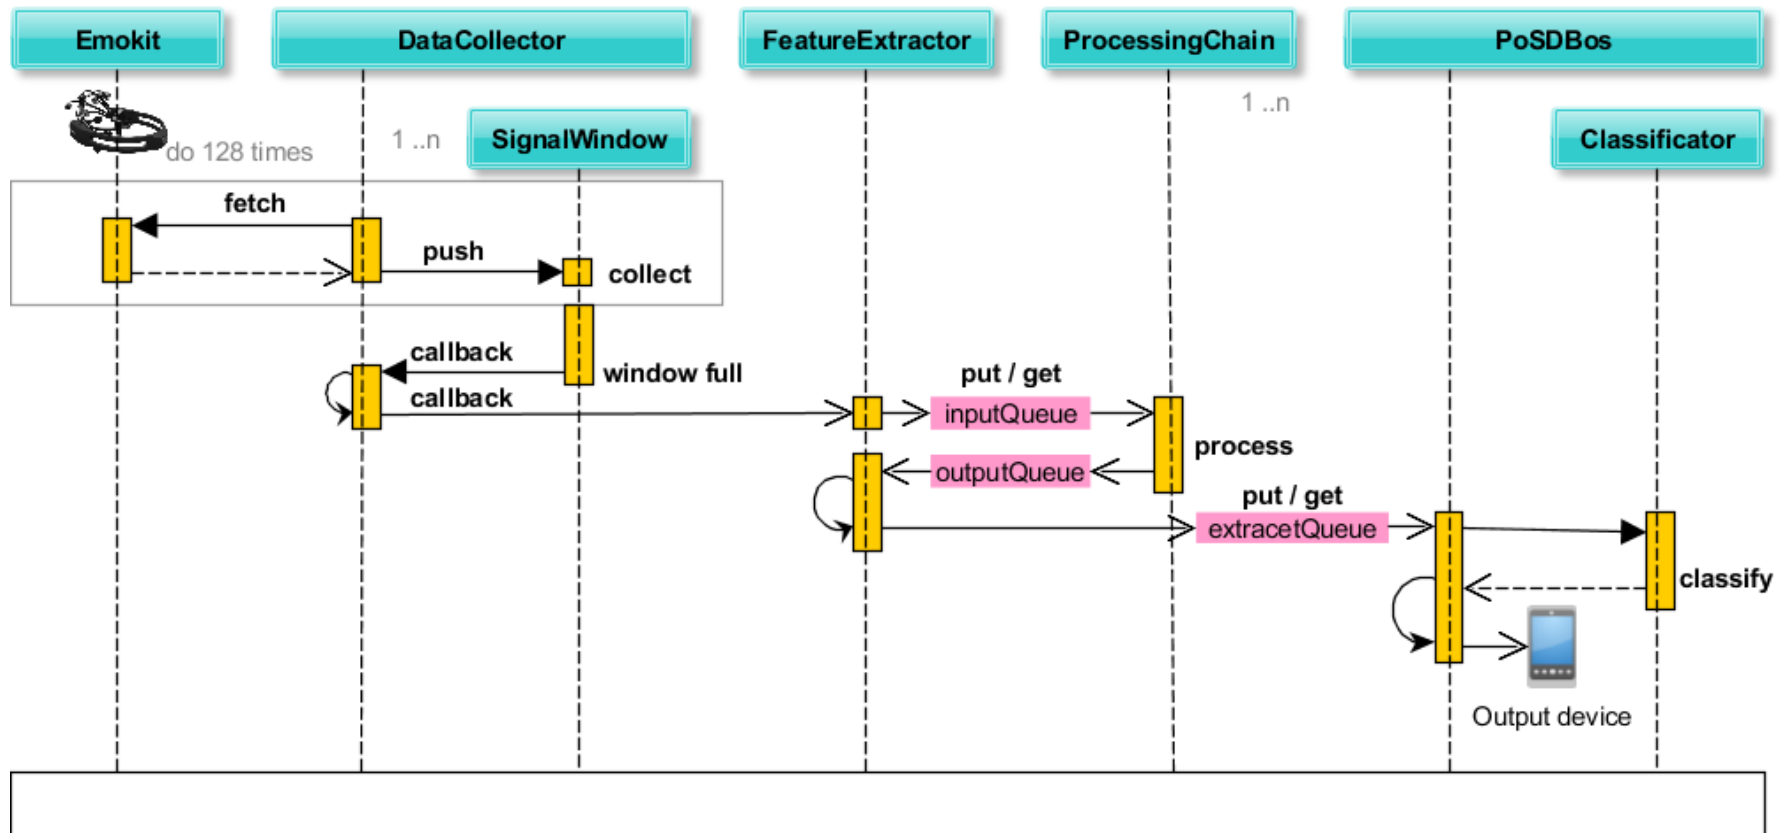 Emokit
DataCollector
FeatureExtractor
ProcessingChain
PoSDBos
1 ..n
do 128 times
1 ..n
SignalWindow
Classificator
fetch
push
collect
callback
window full
callback
put / get
inputQueue
process
outputQueue
put / get
extracetQueue
classify
Output device